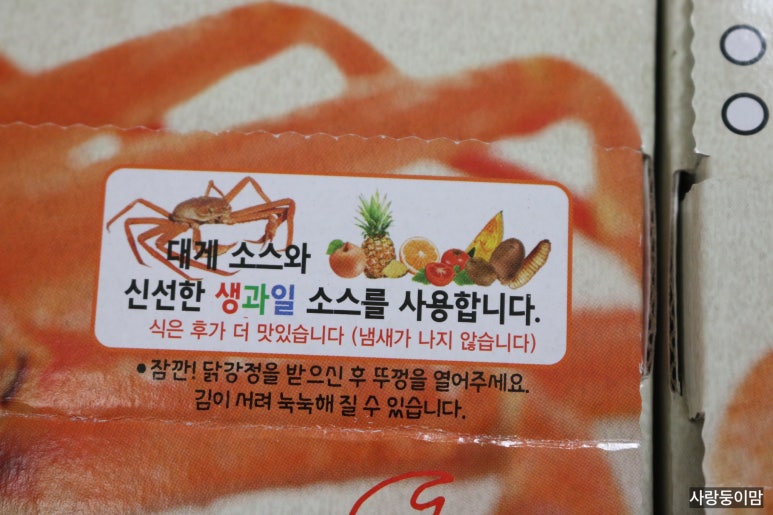 대게 소스와
신선한 생과일 소스를 사용합니다.
식은 후가 더 맛있습니다 (냄새가 나지 않습니다)
• 잠깐! 닭강정을 받으신 후 뚜껑을 열어주세요.
김이 서려 눅눅해 질 수 있습니다.
사랑둥이맘